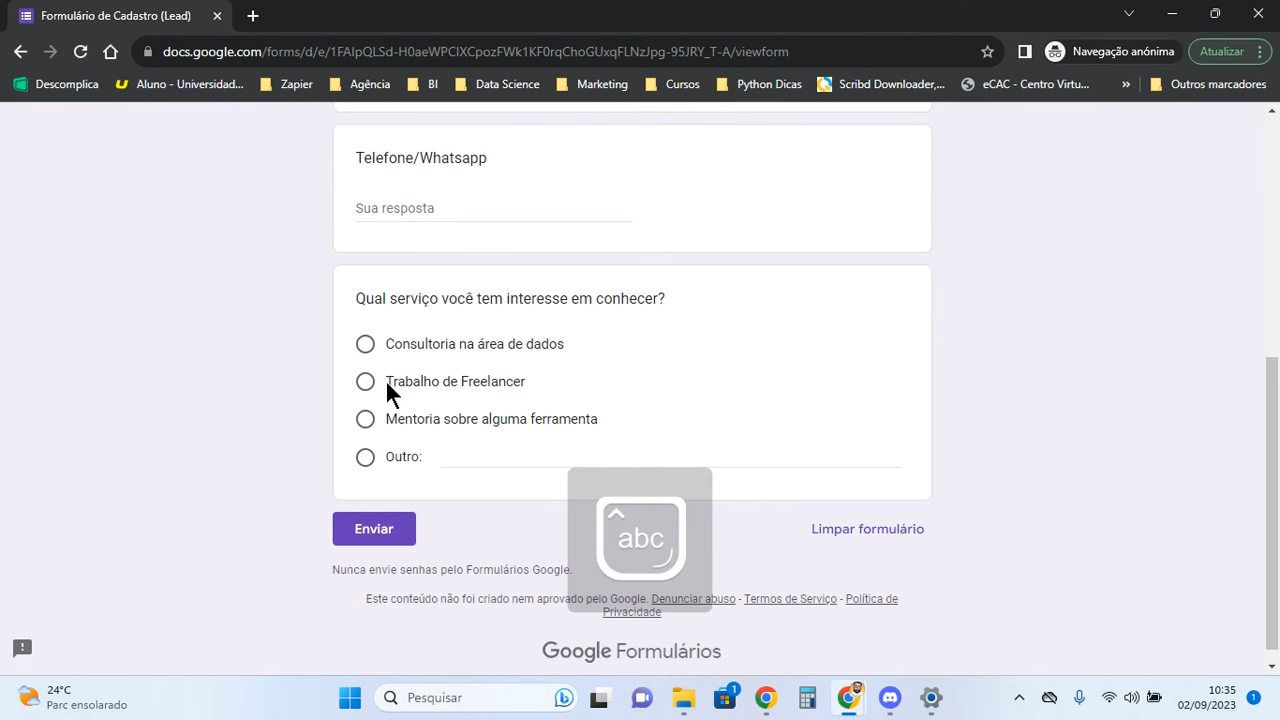 Formulário de Cadastro (Lead)
docs.google.com/forms/d/e/1FAIpQLSd-H0aeWPCIXCpozFWk1KF0rqChoGUxqFLNzJpg-95JRY_T-A/viewform
Navegação anônima
Atualizar
Descomplica
Aluno - Universidad...
Zapier
Agência
BI
Data Science
Marketing
Cursos
Python Dicas
Scribd Downloader,...
eCAC - Centro Virtu...
»
Outros marcadores
Telefone/Whatsapp
Sua resposta
Qual serviço você tem interesse em conhecer?
Consultoria na área de dados
Trabalho de Freelancer
Mentoria sobre alguma ferramenta
Outro:
abc
Enviar
Limpar formulário
Nunca envie senhas pelo Formulários Google.
Este conteúdo não foi criado nem aprovado pelo Google. Denunciar abuso - Termos de Serviço - Política de
Privacidade
Google Formulários
24°C
Parc ensolarado
Pesquisar
1
10:35
02/09/2023
1